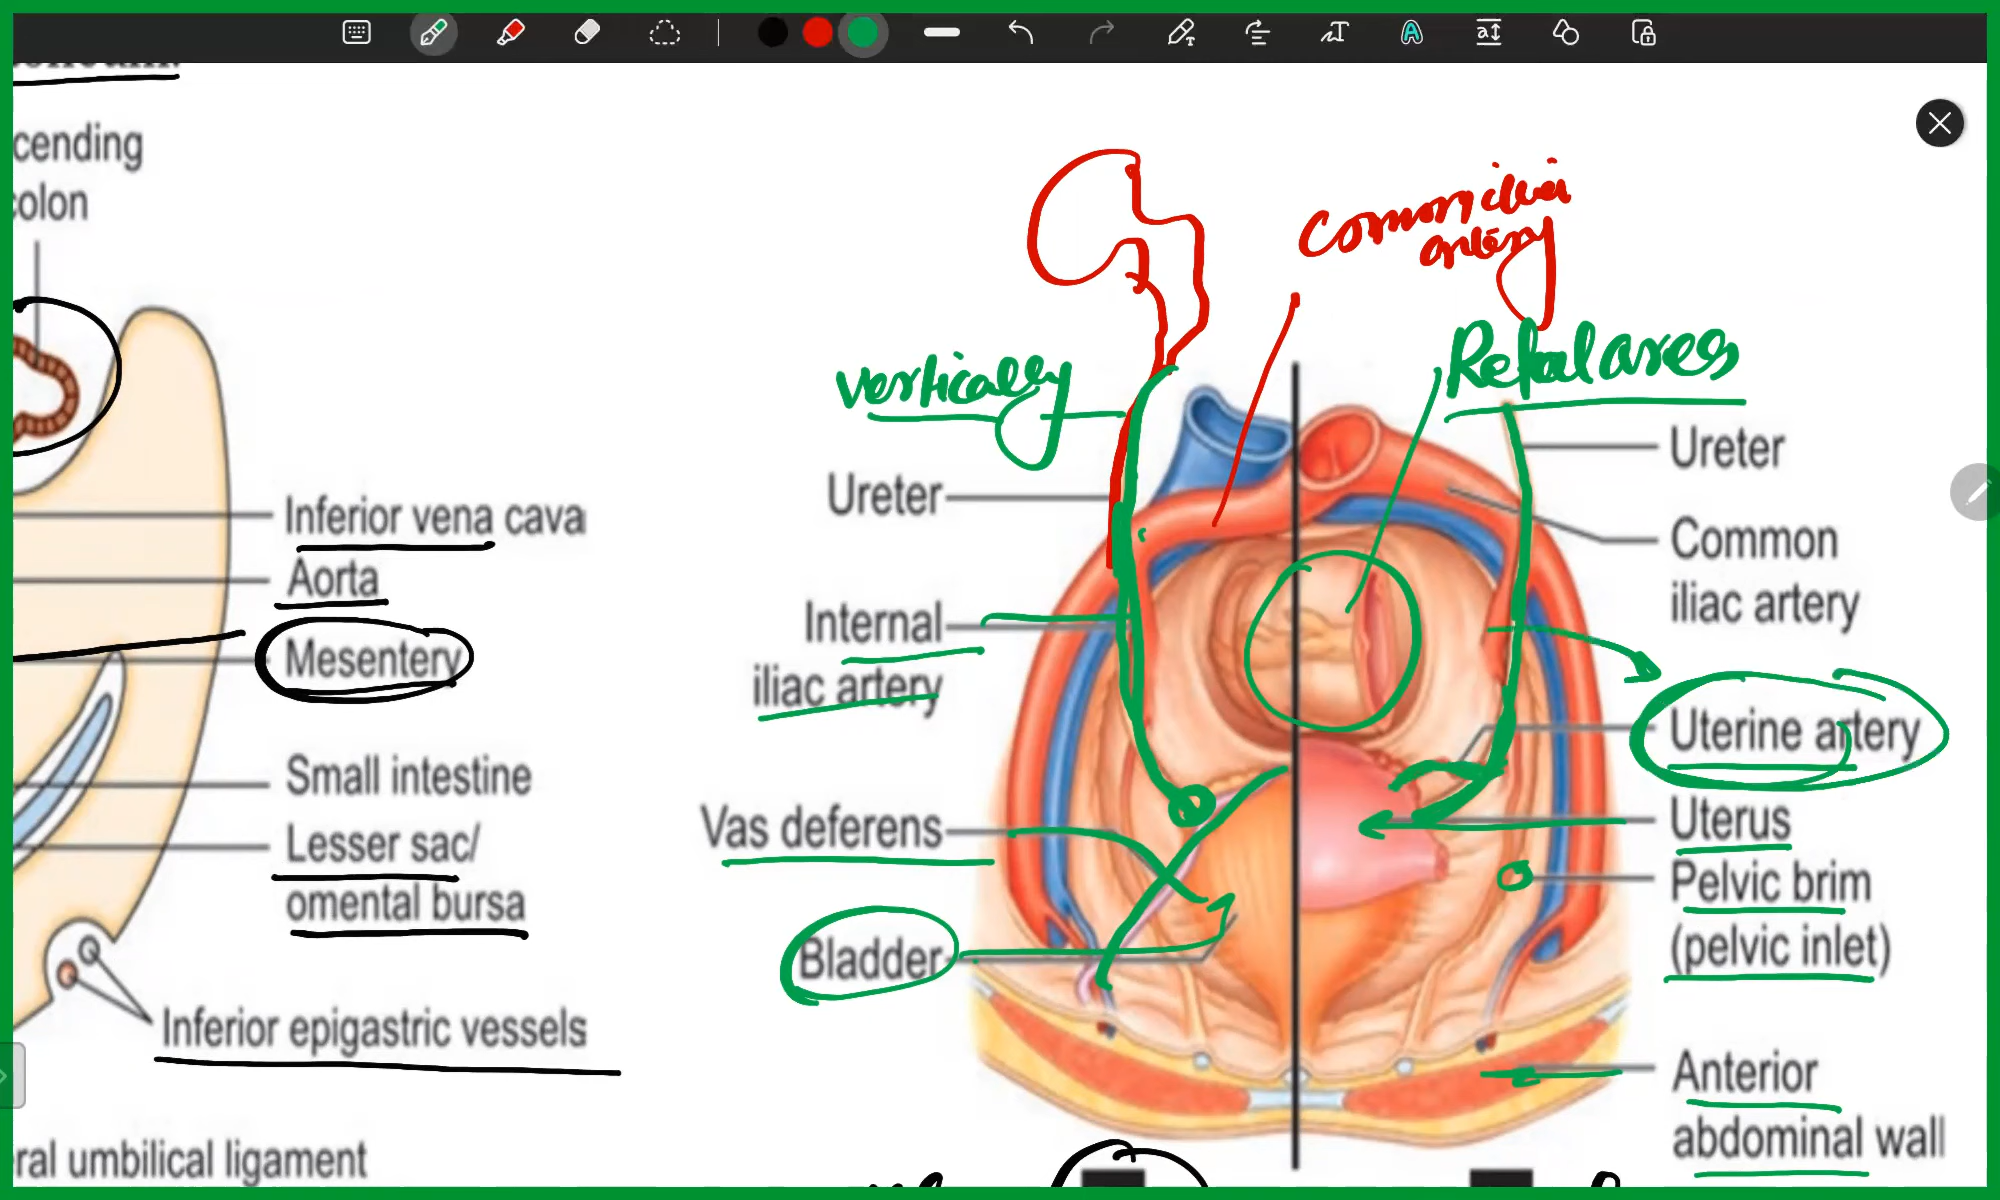 cending
colon
Inferior vena cava
Aorta
Mesentery
Small intestine
Lesser sac/
omental bursa
Inferior epigastric vessels
ral umbilical ligament
vertically
artery
Ureter
Internal
iliac artery
Vas deferens
Bladder
Ureter
Common
iliac artery
Uterine artery
Uterus
Pelvic brim
(pelvic inlet)
Anterior
abdominal wall